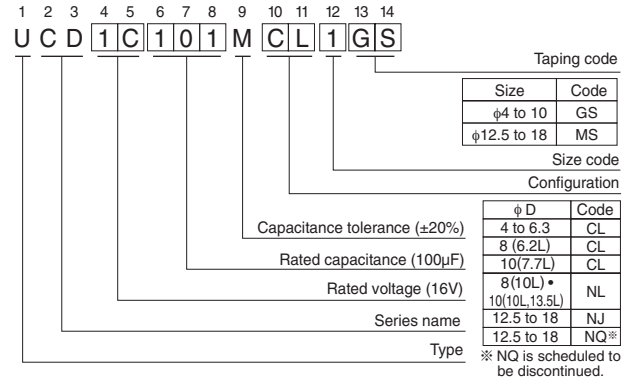 1 2 3 4 5 6 7 8 9 10 11 12 13 14
U C D 1 C 1 0 1 M C L 1 G S
Taping code
Size Code
ϕ4 to 10 GS
ϕ12.5 to 18 MS
Size code
Configuration
ϕ D Code
4 to 6.3 CL
8 (6.2L) CL
10(7.7L) CL
8(10L) •
10(10L,13.5L) NL
12.5 to 18 NJ
12.5 to 18 NQ※
※ NQ is scheduled to
be discontinued.
Capacitance tolerance (±20%)
Rated capacitance (100µF)
Rated voltage (16V)
Series name
Type